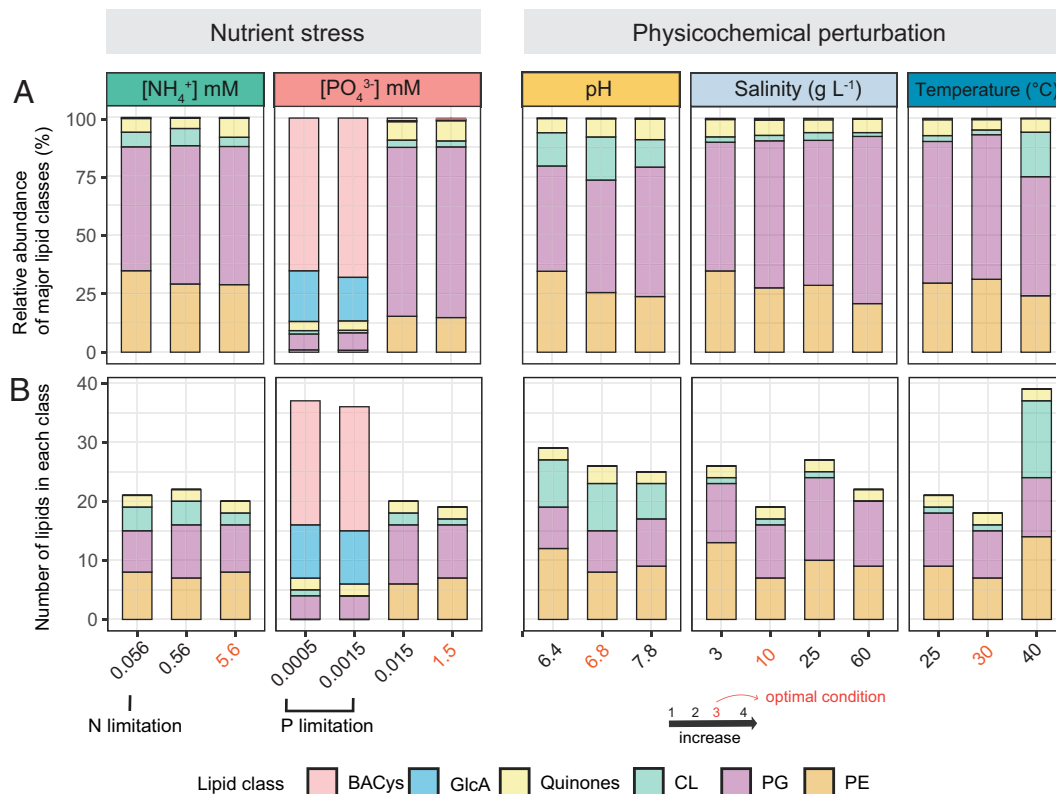 Nutrient stress
Physicochemical perturbation
A
[NH₄⁺] mM
[PO₄³⁻] mM
pH
Salinity (g L⁻¹)
Temperature (°C)
Relative abundance
of major lipid classes (%)
100
75
50
25
0
B
Number of lipids in each class
40
30
20
10
0
0.056
0.56
5.6
0.0005
0.0015
0.015
1.5
6.4
6.8
7.8
3
10
25
60
25
30
40
N limitation
P limitation
1 2 3 4
optimal condition
increase
Lipid class
BACys
GlcA
Quinones
CL
PG
PE